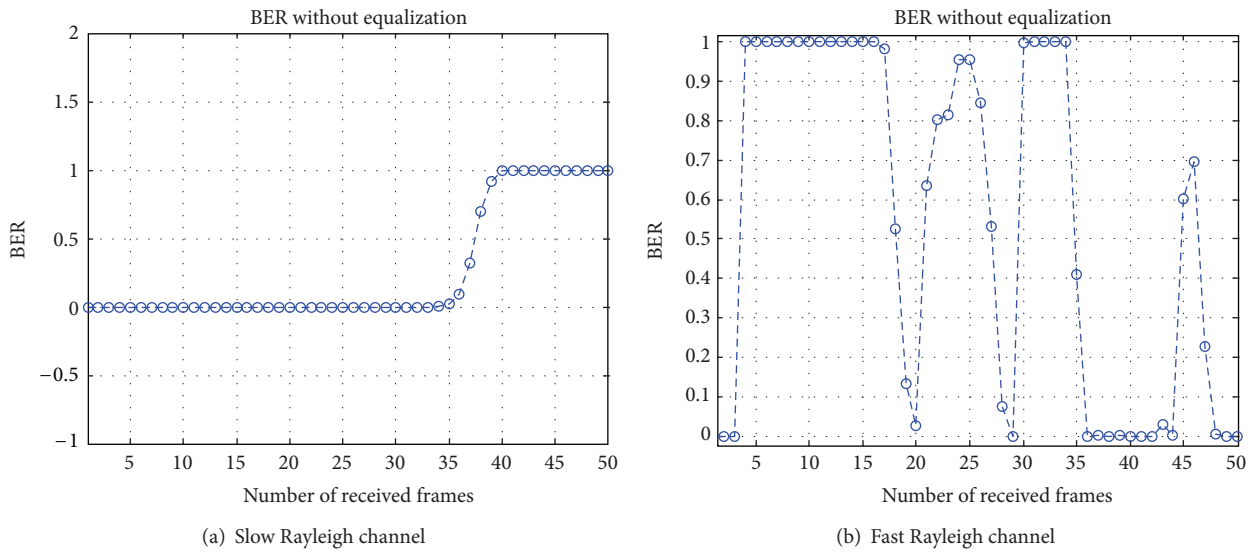 BER without equalization
2
1.5
1
0.5
0
−0.5
−1
BER
5 10 15 20 25 30 35 40 45 50
Number of received frames
(a) Slow Rayleigh channel
BER without equalization
1
0.9
0.8
0.7
0.6
0.5
0.4
0.3
0.2
0.1
0
BER
5 10 15 20 25 30 35 40 45 50
Number of received frames
(b) Fast Rayleigh channel